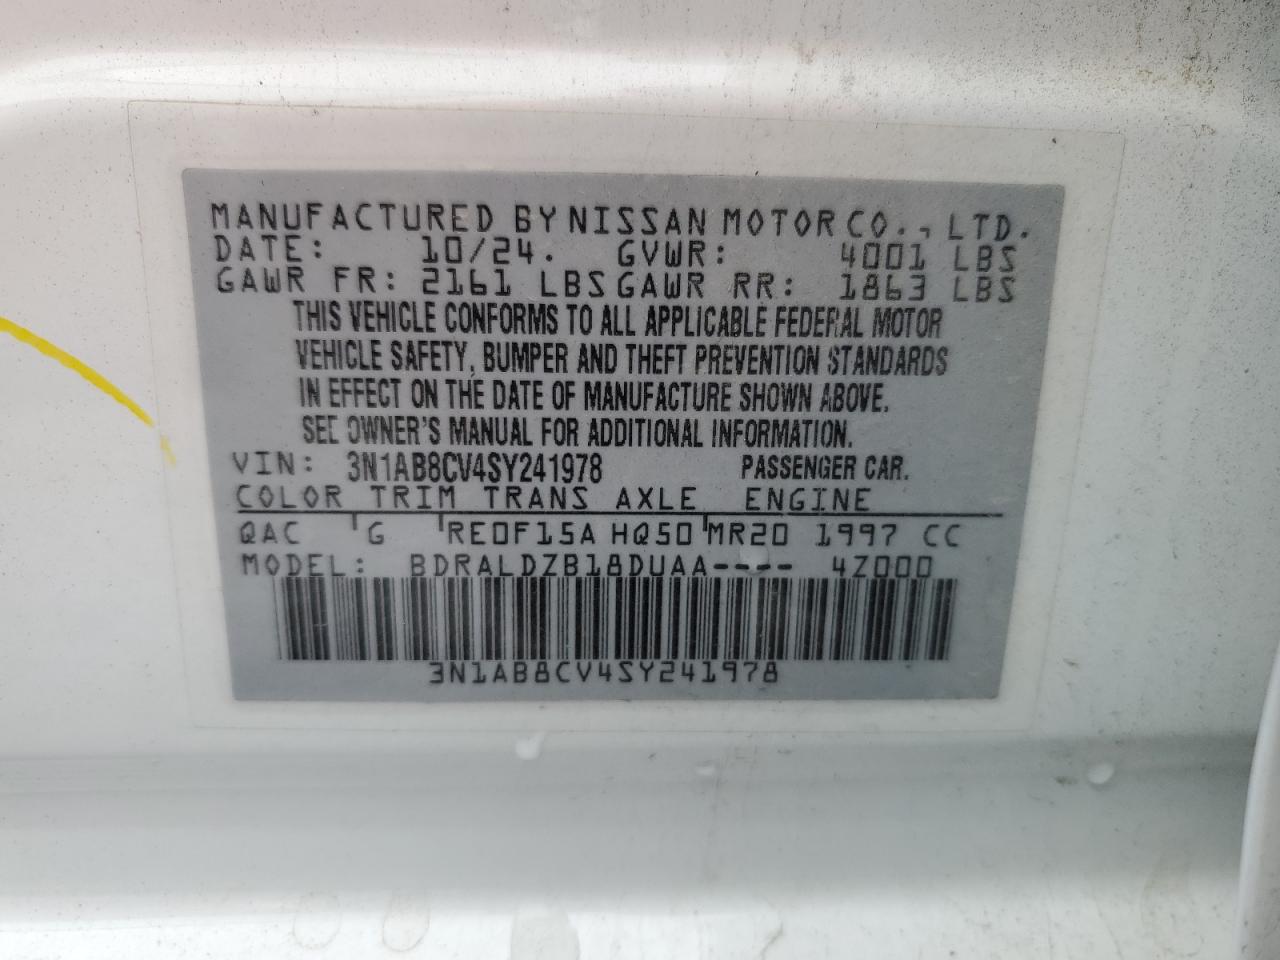 MANUFACTURED BY NISSAN MOTOR CO., LTD.
DATE: 10/24. GVWR: 4001 LBS
GAWR FR: 2161 LBS GAWR RR: 1863 LBS
THIS VEHICLE CONFORMS TO ALL APPLICABLE FEDERAL MOTOR
VEHICLE SAFETY, BUMPER AND THEFT PREVENTION STANDARDS
IN EFFECT ON THE DATE OF MANUFACTURE SHOWN ABOVE.
SEE OWNER'S MANUAL FOR ADDITIONAL INFORMATION.
VIN: 3N1AB8CV4SY241978 PASSENGER CAR.
COLOR TRIM TRANS AXLE ENGINE
QAC G RE0F15A HQ50 MR20 1997 CC
MODEL: BDRALDZB18DUAA---- 4Z000
3N1AB8CV4SY241978